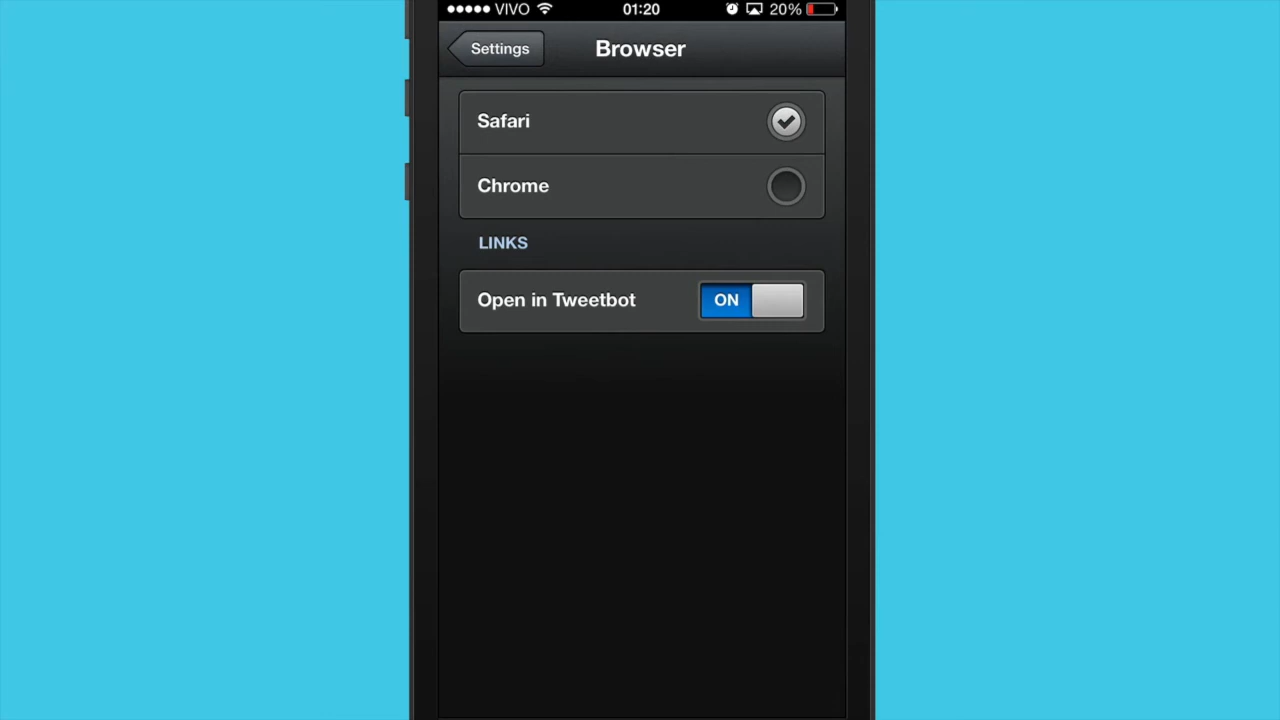 VIVO 01:20 20%
Settings Browser
Safari
Chrome
LINKS
Open in Tweetbot ON